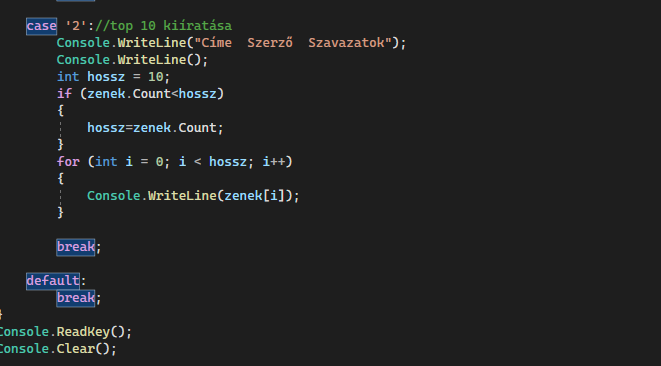 case '2'://top 10 kiíratása
Console.WriteLine("Címe  Szerző  Szavazatok");
Console.WriteLine();
int hossz = 10;
if (zenek.Count<hossz)
{
hossz=zenek.Count;
}
for (int i = 0; i < hossz; i++)
{
Console.WriteLine(zenek[i]);
}
break;
default:
break;
}
Console.ReadKey();
Console.Clear();